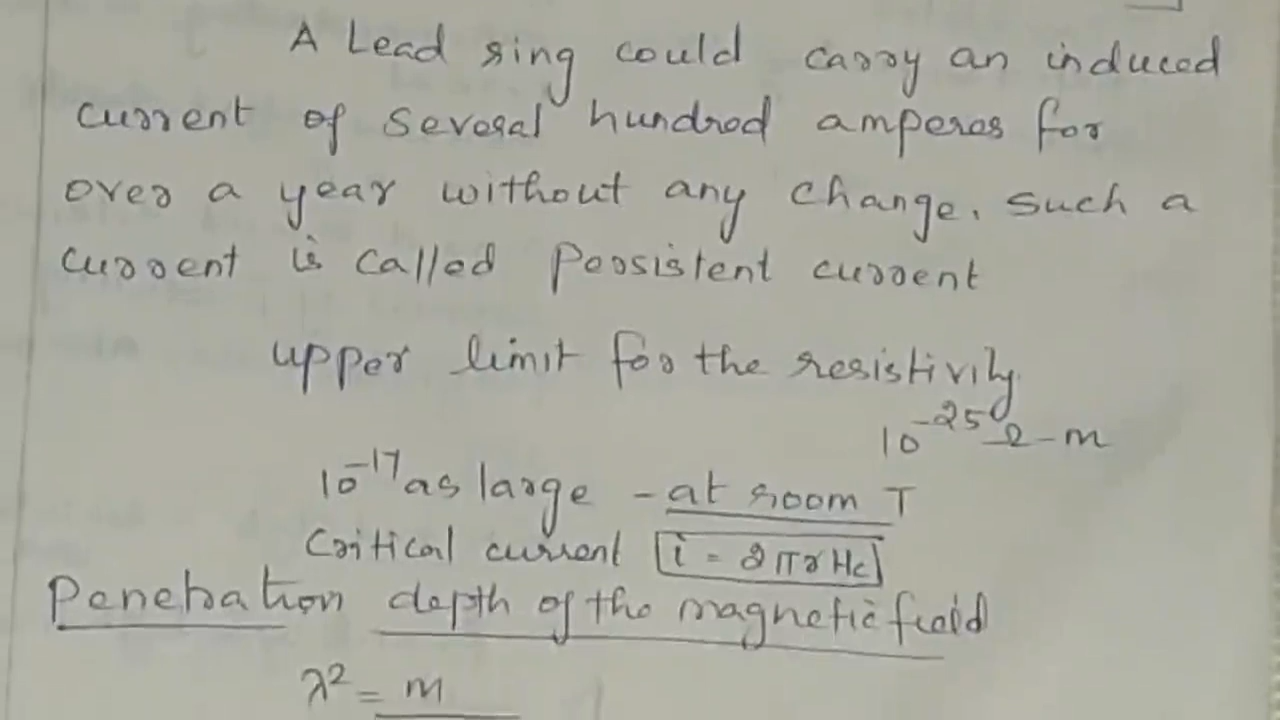 A Lead ring could carry an induced
current of several hundred amperes for
over a year without any change. Such a
current is called Persistent current
upper limit for the resistivity
10⁻²⁵ Ω-m
10⁻¹⁷ as large - at room T
Critical current i = 2πrHc
Penetration depth of the magnetic field
λ² = m